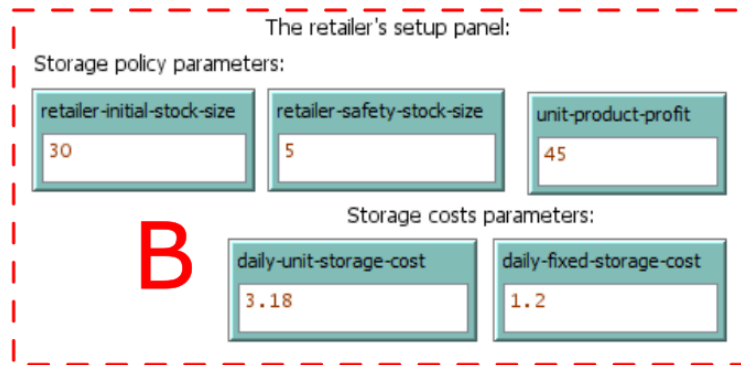 The retailer's setup panel:
Storage policy parameters:
retailer-initial-stock-size retailer-safety-stock-size unit-product-profit
30 5 45
B
Storage costs parameters:
daily-unit-storage-cost daily-fixed-storage-cost
3.18 1.2